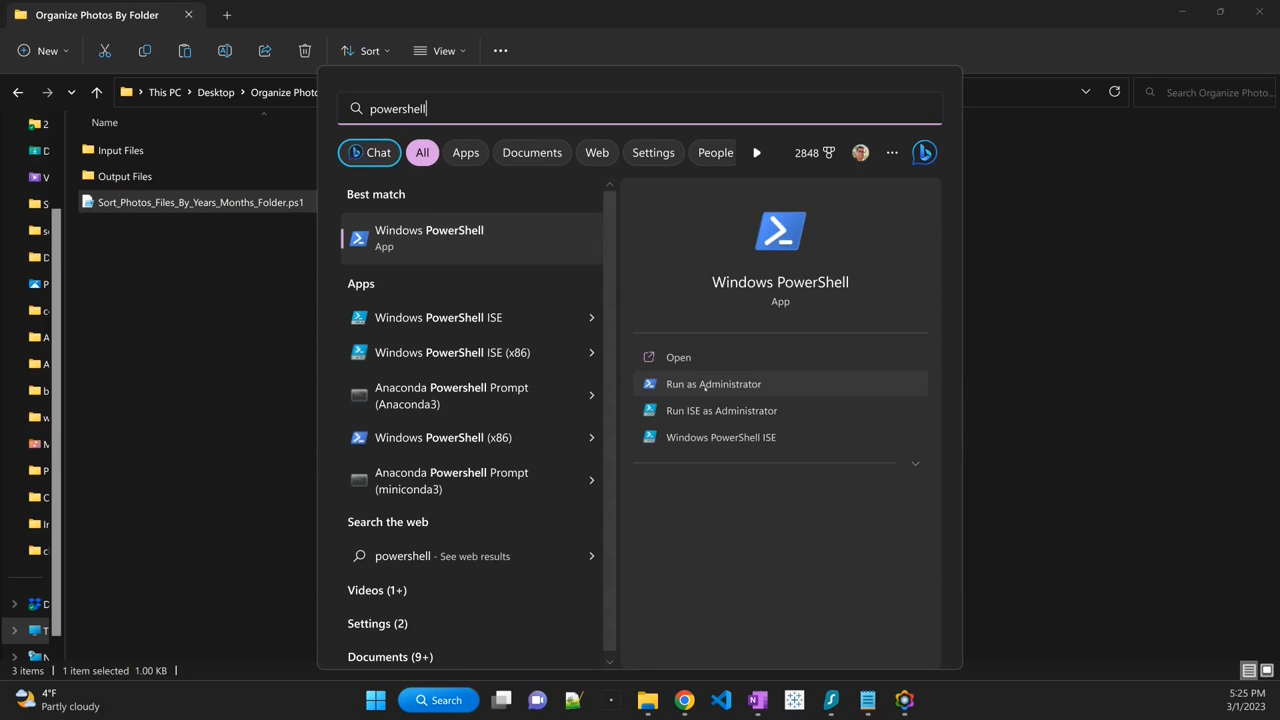 Organize Photos By Folder
New
Sort
View
This PC > Desktop > Organize Photo
Search Organize Photo...
powershell
Chat
All
Apps
Documents
Web
Settings
People
2848
Name
Input Files
Output Files
Sort_Photos_Files_By_Years_Months_Folder.ps1
Best match
Windows PowerShell
App
Apps
Windows PowerShell ISE
Windows PowerShell ISE (x86)
Anaconda Powershell Prompt
(Anaconda3)
Windows PowerShell (x86)
Anaconda Powershell Prompt
(miniconda3)
Search the web
powershell - See web results
Videos (1+)
Settings (2)
Documents (9+)
Windows PowerShell
App
Open
Run as Administrator
Run ISE as Administrator
Windows PowerShell ISE
3 items
1 item selected 1.00 KB
4°F
Partly cloudy
Search
5:25 PM
3/1/2023